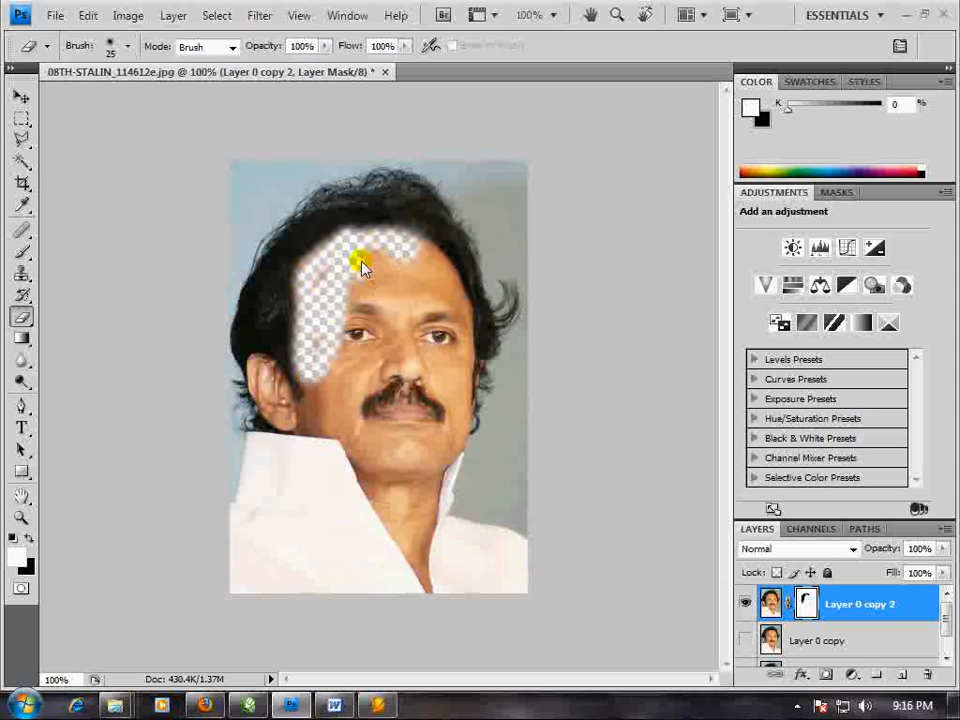 Ps File Edit Image Layer Select Filter View Window Help Br 100% ESSENTIALS
Brush: 25 Mode: Brush Opacity: 100% Flow: 100%
08TH-STALIN_114612e.jpg @ 100% (Layer 0 copy 2, Layer Mask/8) *
COLOR SWATCHES STYLES
K 0 %
ADJUSTMENTS MASKS
Add an adjustment
Levels Presets
Curves Presets
Exposure Presets
Hue/Saturation Presets
Black & White Presets
Channel Mixer Presets
Selective Color Presets
LAYERS CHANNELS PATHS
Normal Opacity: 100%
Lock: Fill: 100%
Layer 0 copy 2
Layer 0 copy
100% Doc: 430.4K/1.37M
9:16 PM